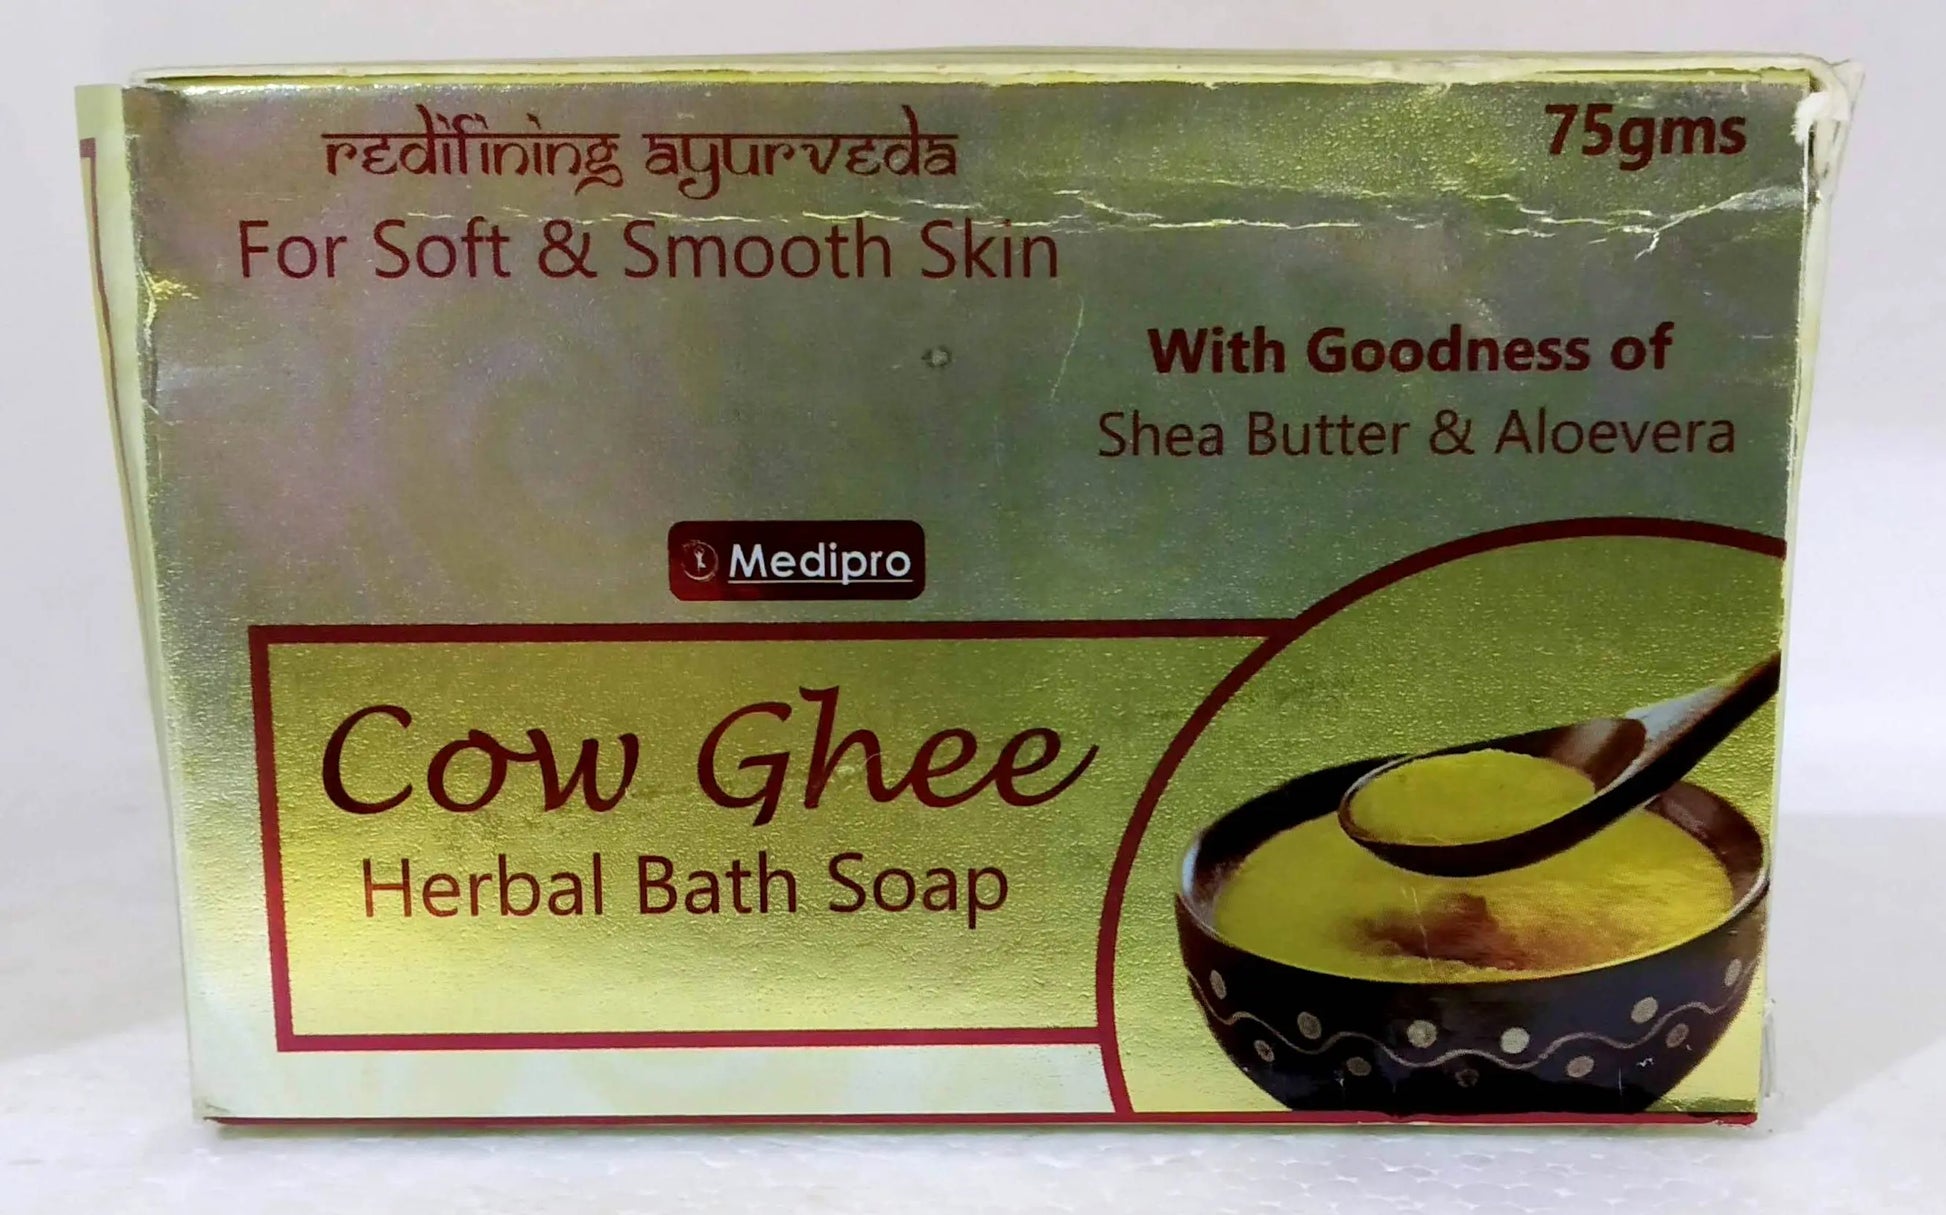 redifining ayurveda
75gms
For Soft & Smooth Skin
With Goodness of
Shea Butter & Aloevera
Medipro
Cow Ghee
Herbal Bath Soap